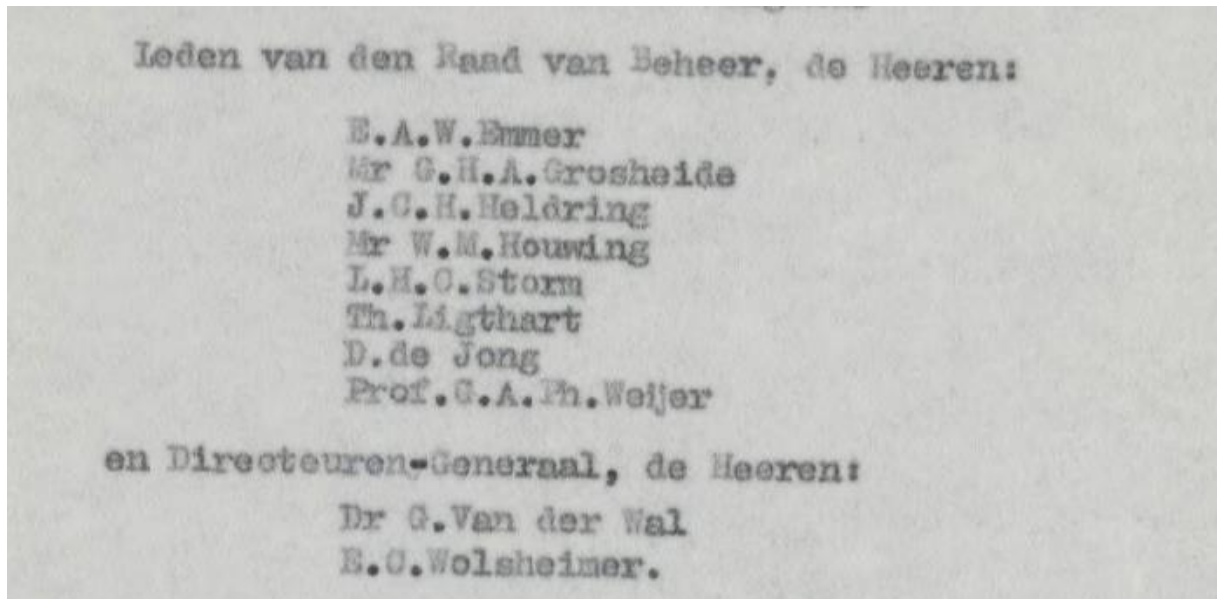 Leden van den Raad van Beheer, de Heeren:
E.A.W.Emmer
Mr G.H.A.Grosheide
J.C.H.Heldring
Mr W.M.Houwing
L.H.C.Storm
Th.Ligthart
D.de Jong
Prof.G.A.Ph.Weijer
en Directeuren-Generaal, de Heeren:
Dr G.Van der Wal
E.C.Wolsheimer.